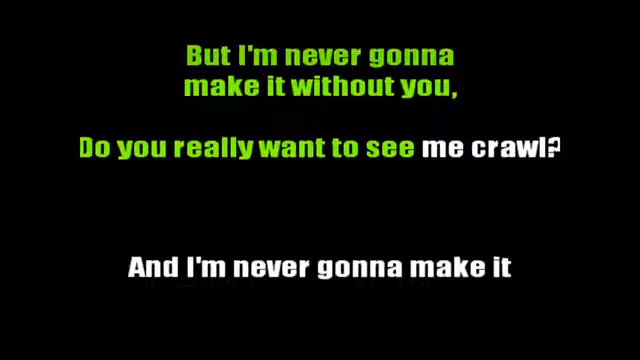 But I'm never gonna
make it without you,
Do you really want to see me crawl?
And I'm never gonna make it